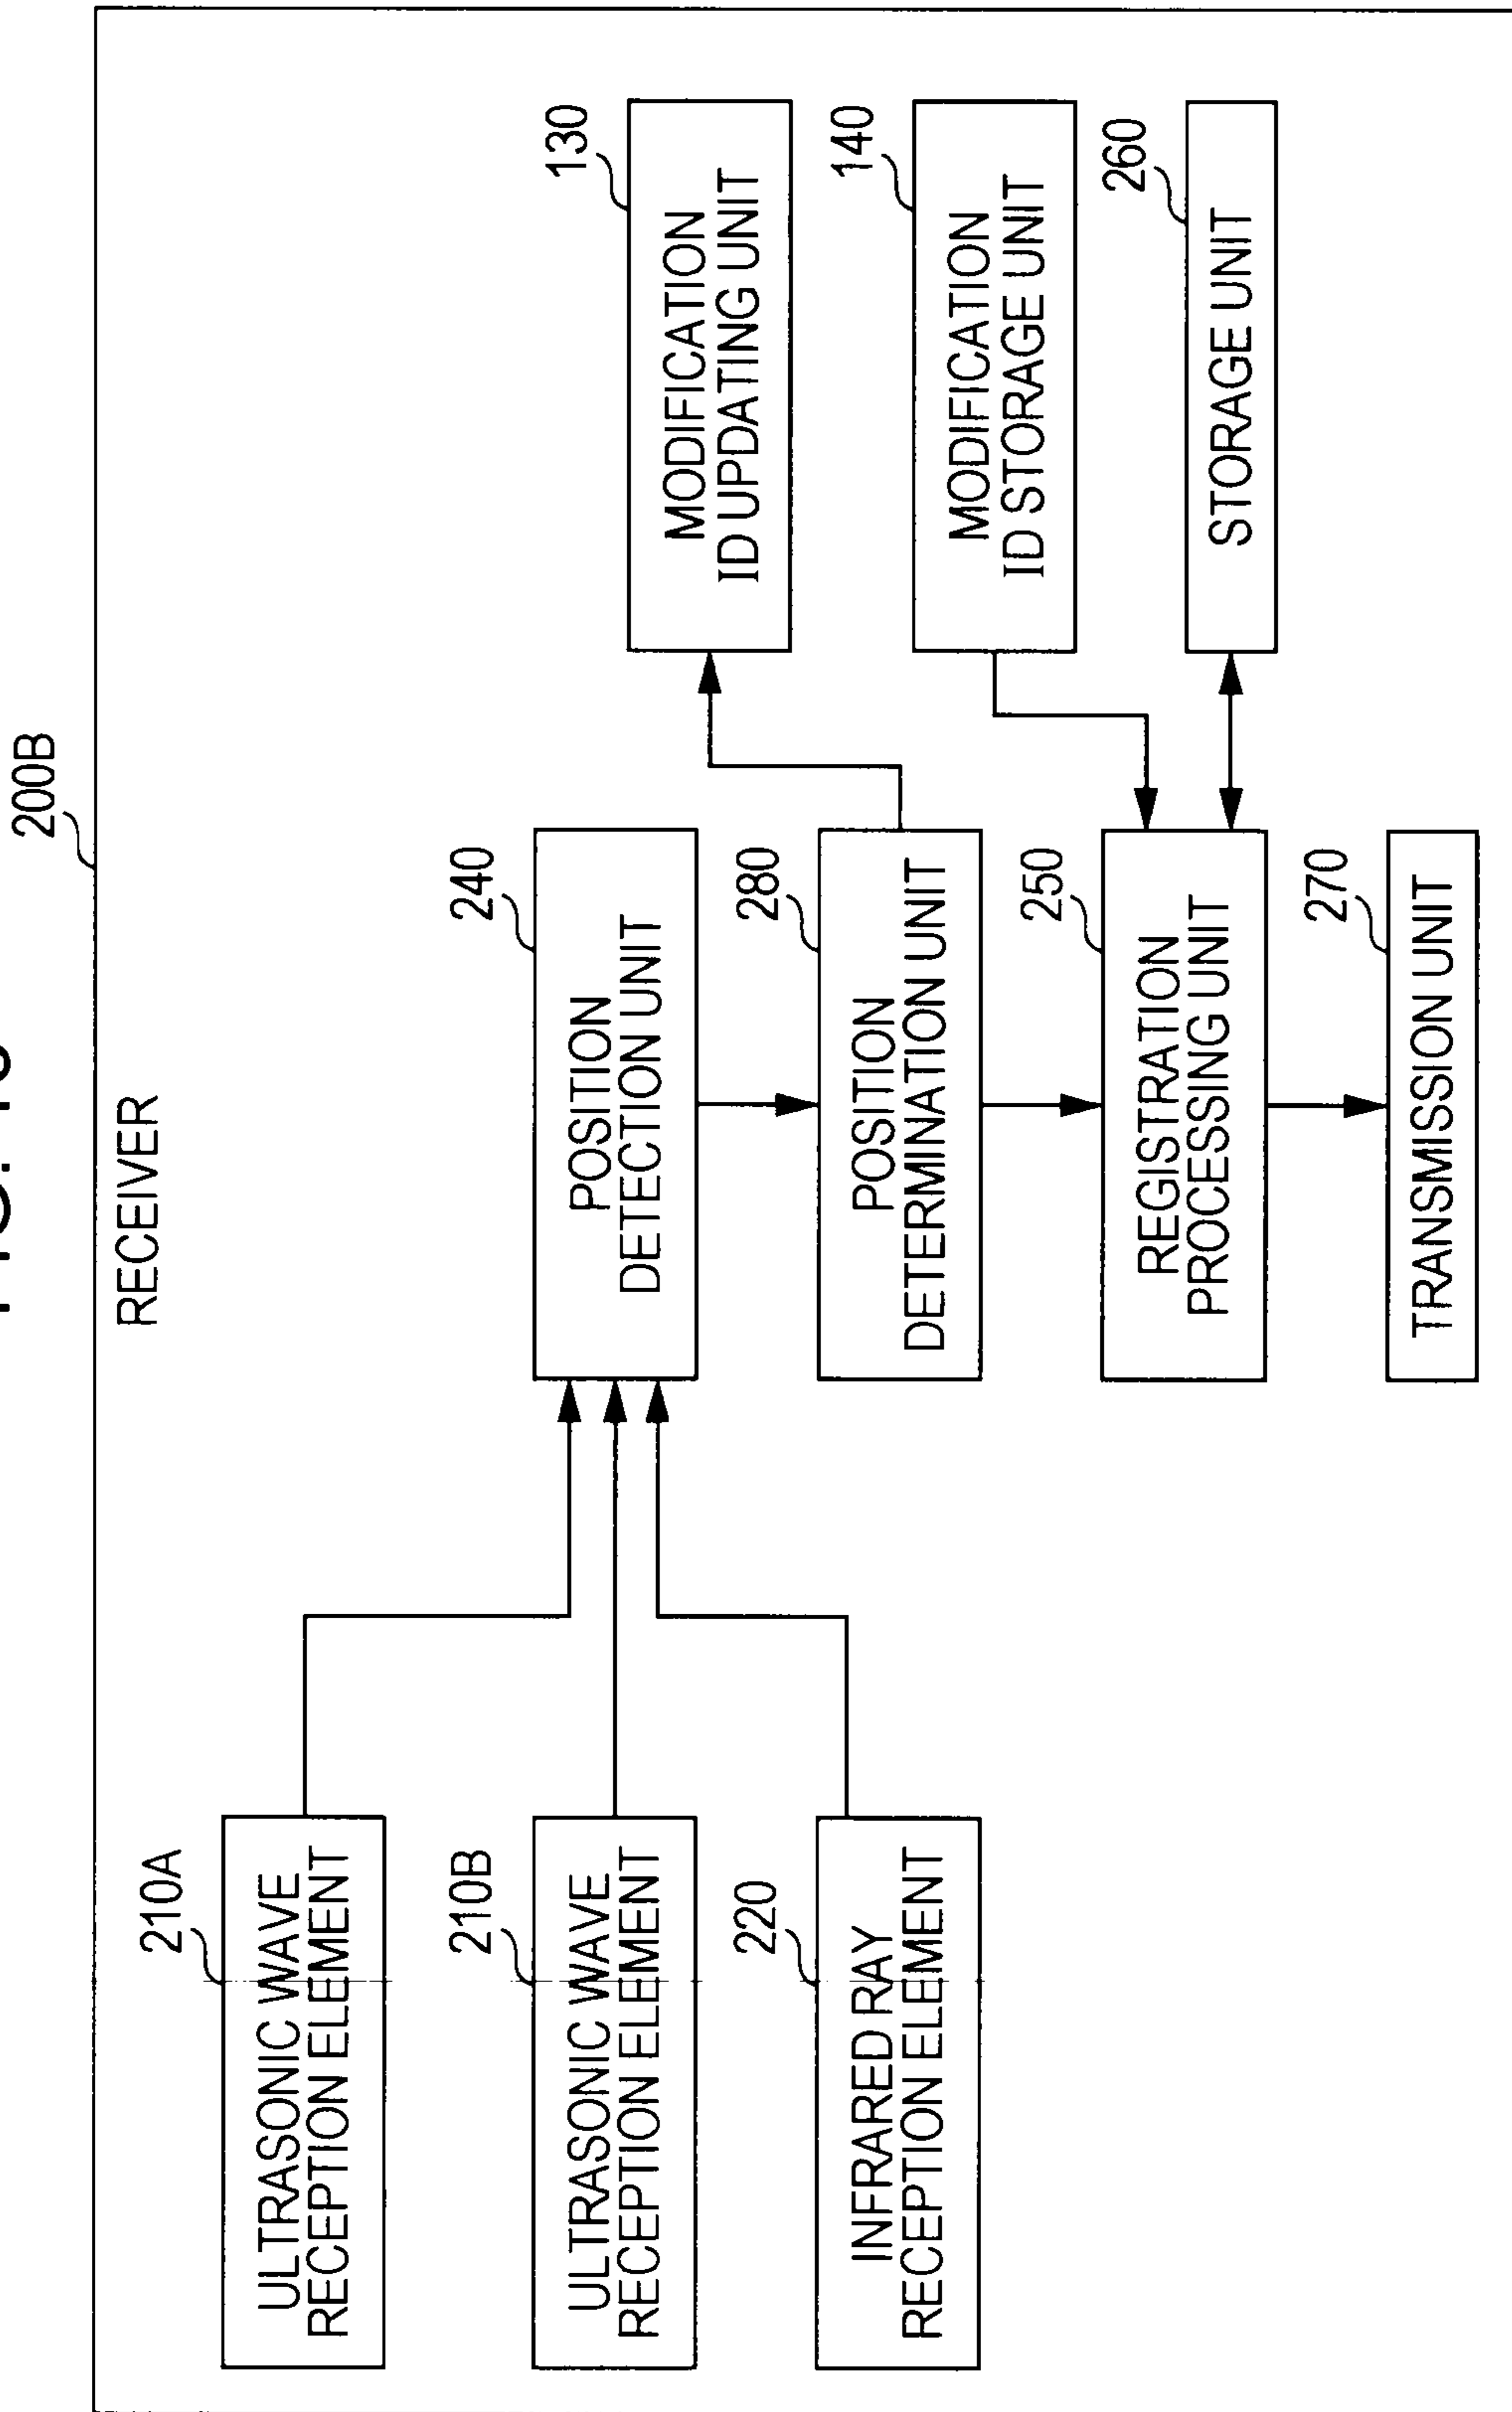 200B
RECEIVER
210A
ULTRASONIC WAVE
RECEPTION ELEMENT
210B
ULTRASONIC WAVE
RECEPTION ELEMENT
220
INFRARED RAY
RECEPTION ELEMENT
240
POSITION
DETECTION UNIT
280
POSITION
DETERMINATION UNIT
250
REGISTRATION
PROCESSING UNIT
270
TRANSMISSION UNIT
130
MODIFICATION
ID UPDATING UNIT
140
MODIFICATION
ID STORAGE UNIT
260
STORAGE UNIT